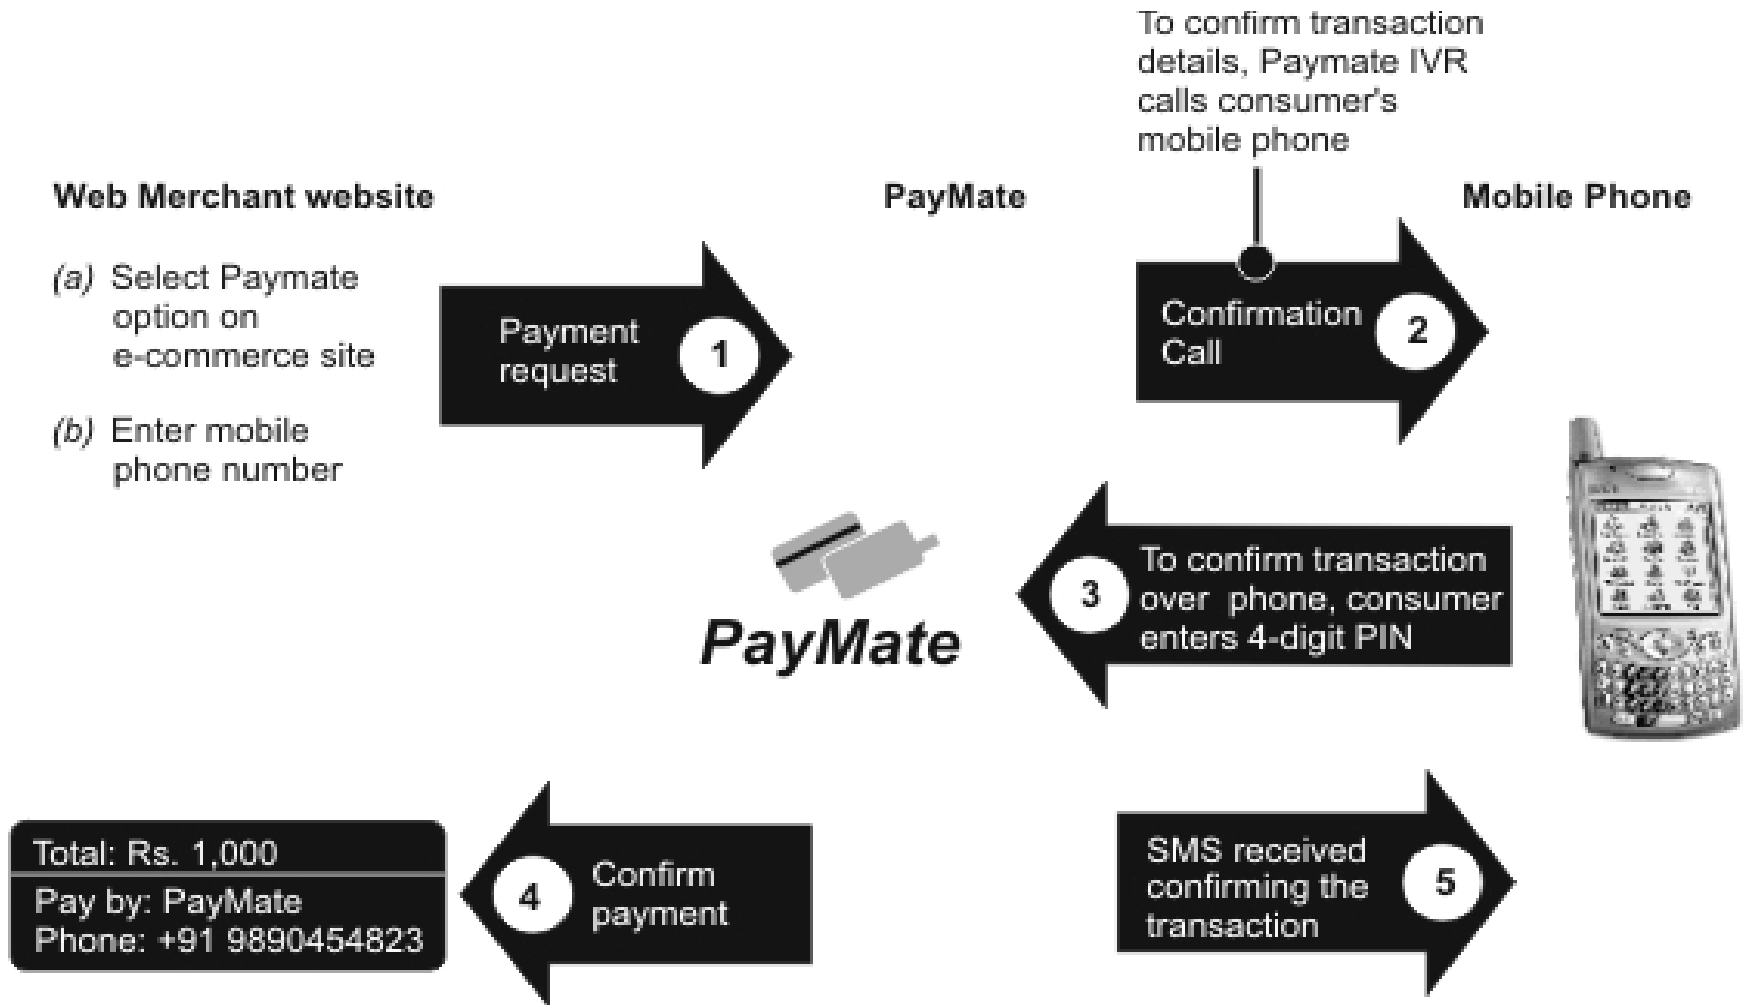 To confirm transaction
details, Paymate IVR
calls consumer's
mobile phone
Web Merchant website
PayMate
Mobile Phone
(a) Select Paymate
option on
e-commerce site
(b) Enter mobile
phone number
Payment
request
1
Confirmation
Call
2
3
To confirm transaction
over phone, consumer
enters 4-digit PIN
PayMate
Total: Rs. 1,000
Pay by: PayMate
Phone: +91 9890454823
4
Confirm
payment
SMS received
confirming the
transaction
5